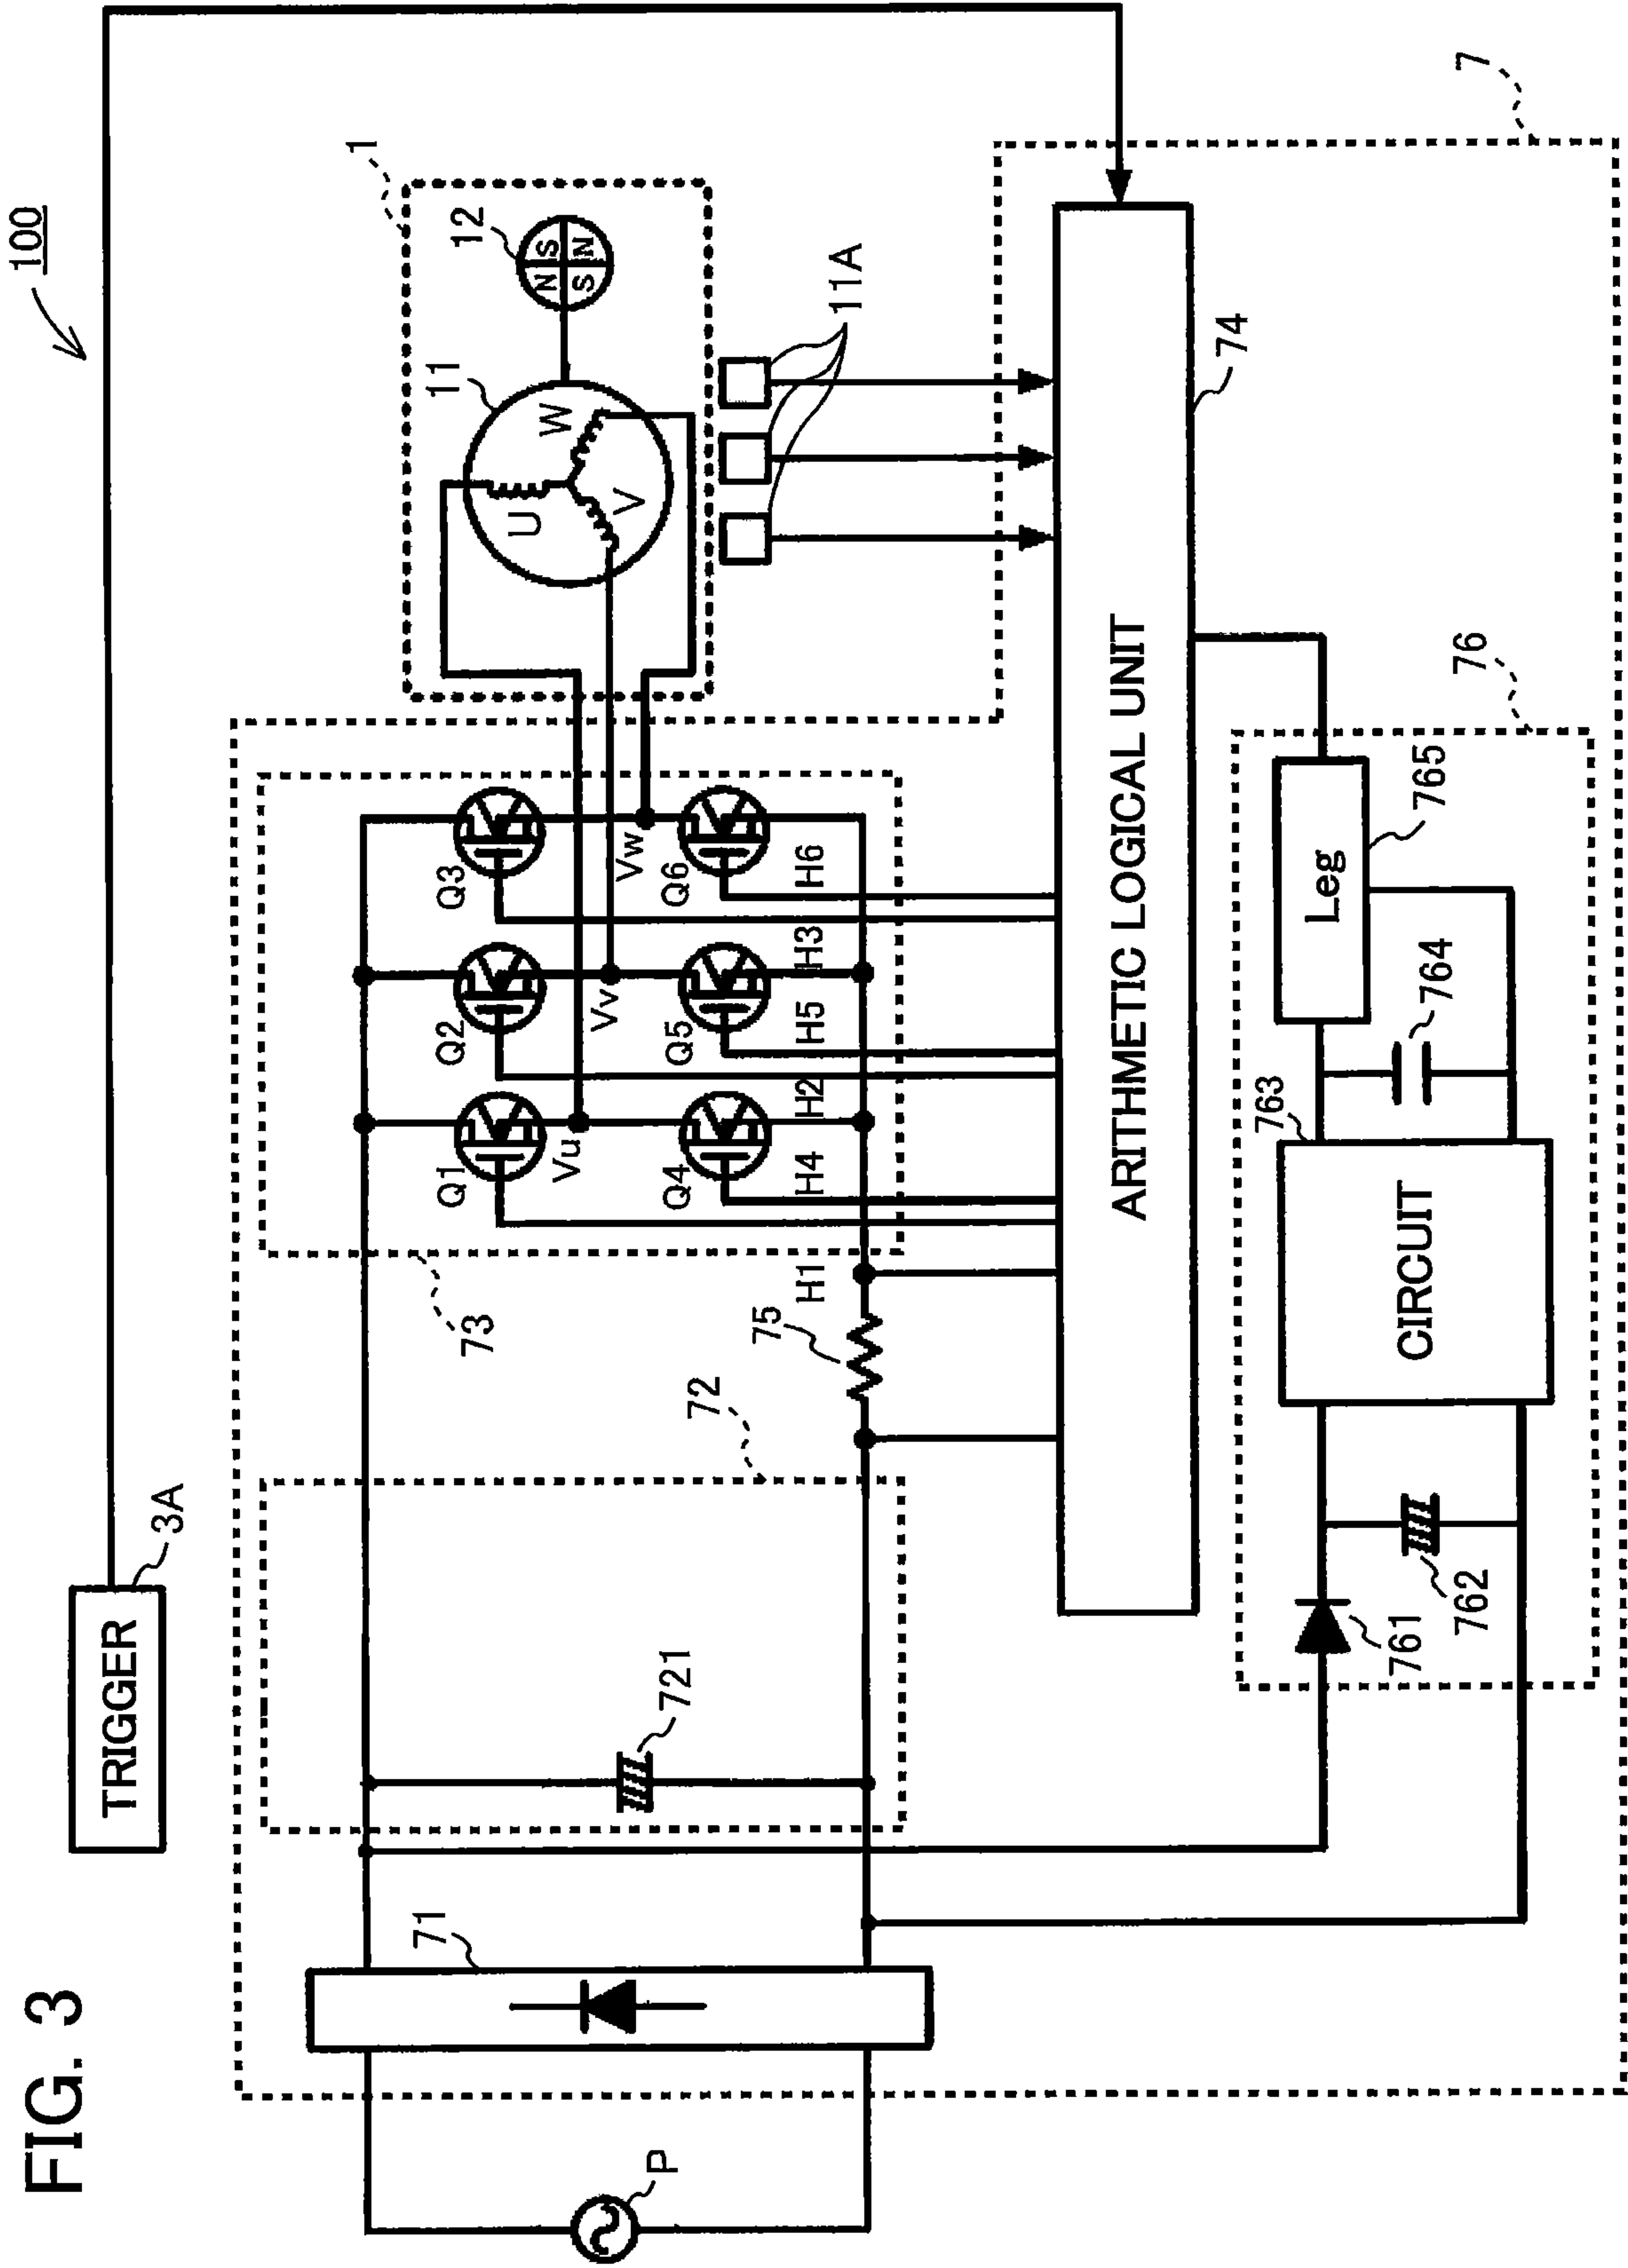 FIG. 3
100
TRIGGER
3A
1
12
N
S
S
N
11
U
V
W
11A
7
73
Q1
Q2
Q3
Vu
Vv
Vw
Q4
Q5
Q6
H1
H4
H2
H5
H3
H6
72
721
75
71
P
ARITHMETIC LOGICAL UNIT
74
76
761
762
CIRCUIT
763
764
Leg
765